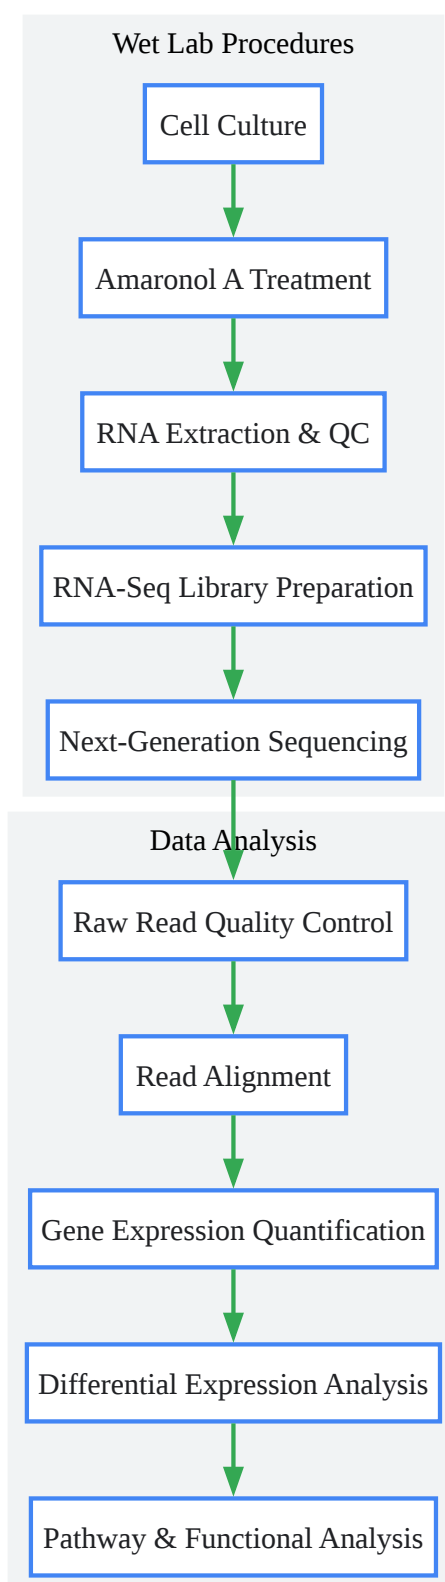 Wet Lab Procedures
Cell Culture
Amaronol A Treatment
RNA Extraction & QC
RNA-Seq Library Preparation
Next-Generation Sequencing
Data Analysis
Raw Read Quality Control
Read Alignment
Gene Expression Quantification
Differential Expression Analysis
Pathway & Functional Analysis